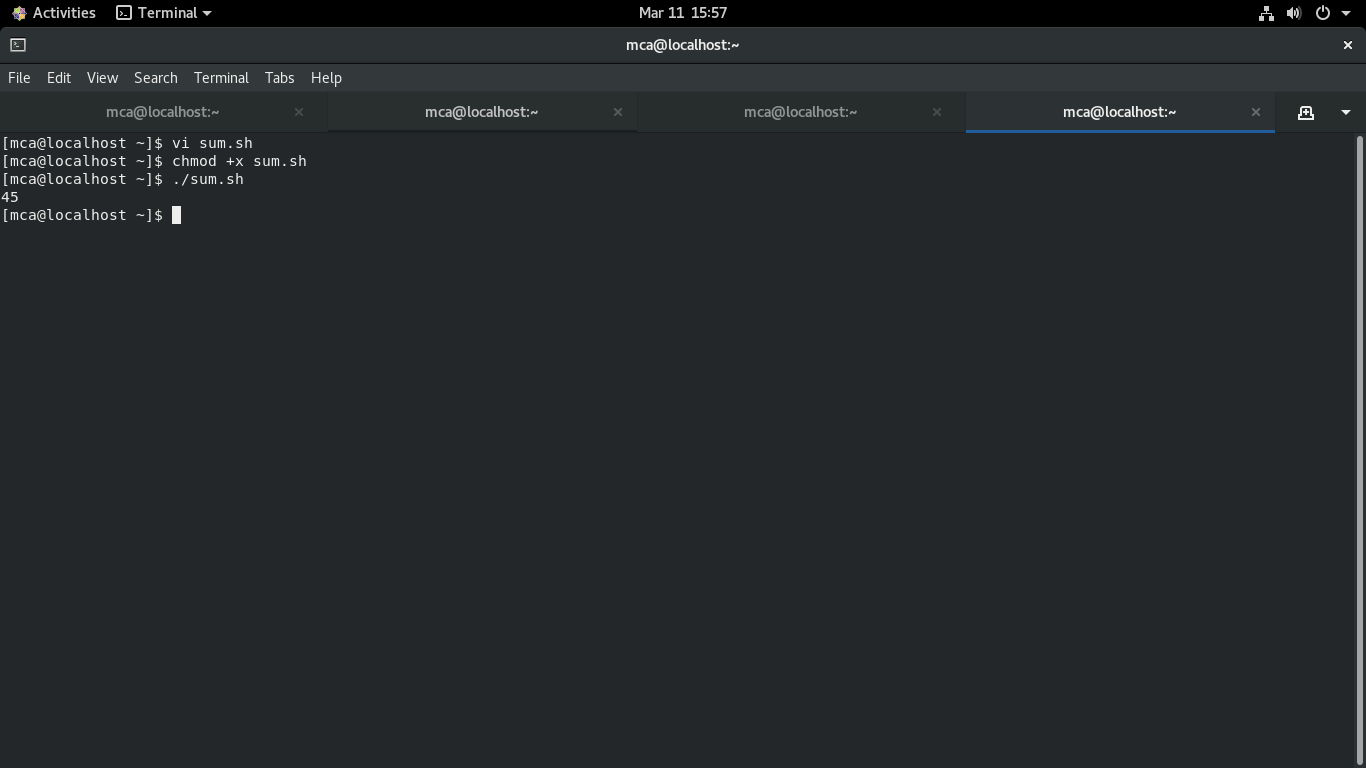 Activities Terminal Mar 11 15:57
mca@localhost:~
File Edit View Search Terminal Tabs Help
mca@localhost:~ mca@localhost:~ mca@localhost:~ mca@localhost:~
[mca@localhost ~]$ vi sum.sh
[mca@localhost ~]$ chmod +x sum.sh
[mca@localhost ~]$ ./sum.sh
45
[mca@localhost ~]$